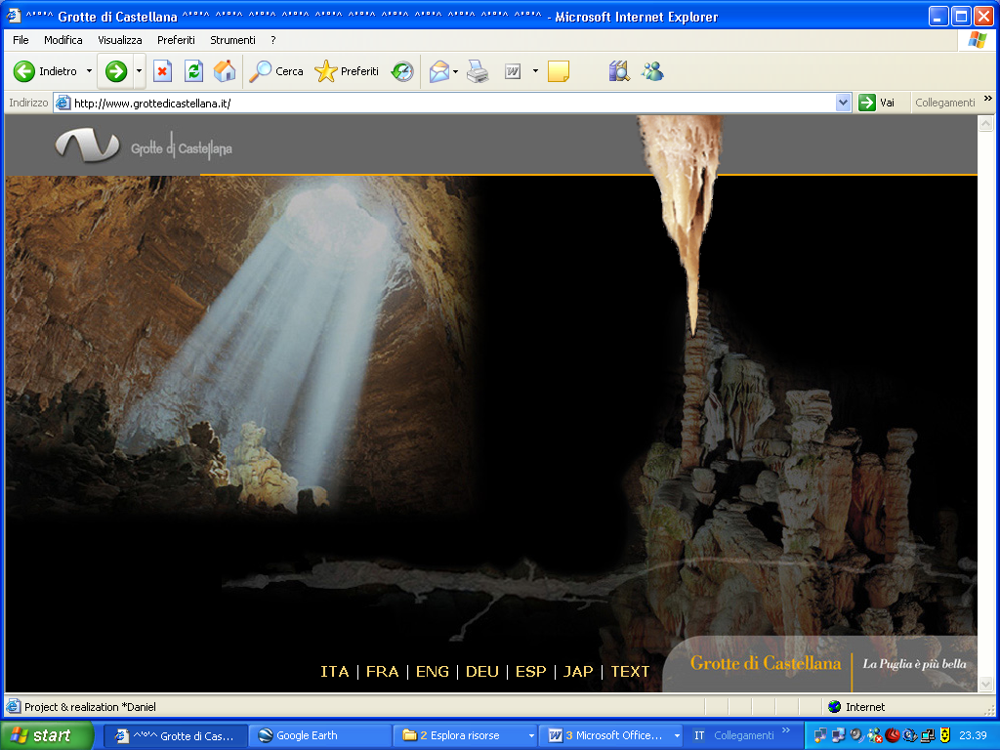 ^'°'^ Grotte di Castellana ^'°'^ ^'°'^ ^'°'^ ^'°'^ ^'°'^ ^'°'^ ^'°'^ ^'°'^ ^'°'^ ^'°'^ ^'°'^ - Microsoft Internet Explorer
File Modifica Visualizza Preferiti Strumenti ?
Indietro Cerca Preferiti
Indirizzo http://www.grottedicastellana.it/ Vai Collegamenti »
Grotte di Castellana
Grotte di Castellana La Puglia è più bella
ITA | FRA | ENG | DEU | ESP | JAP | TEXT
Project & realization *Daniel Internet
start ^'°'^ Grotte di Cas... Google Earth 2 Esplora risorse 3 Microsoft Office... IT Collegamenti » 23.39